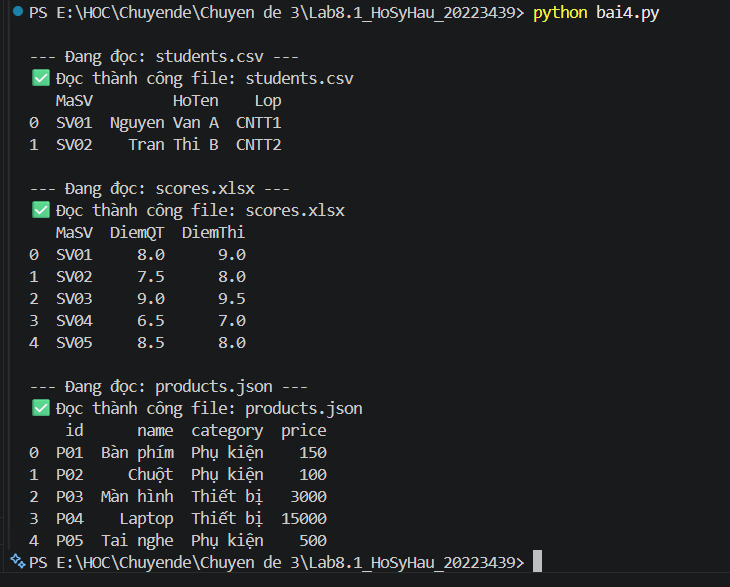 PS E:\HOC\Chuyende\Chuyen de 3\Lab8.1_HoSyHau_20223439> python bai4.py
--- Đang đọc: students.csv ---
✅ Đọc thành công file: students.csv
   MaSV         HoTen    Lop
0  SV01  Nguyen Van A  CNTT1
1  SV02    Tran Thi B  CNTT2
--- Đang đọc: scores.xlsx ---
✅ Đọc thành công file: scores.xlsx
   MaSV  DiemQT  DiemThi
0  SV01     8.0      9.0
1  SV02     7.5      8.0
2  SV03     9.0      9.5
3  SV04     6.5      7.0
4  SV05     8.5      8.0
--- Đang đọc: products.json ---
✅ Đọc thành công file: products.json
    id      name  category  price
0  P01  Bàn phím  Phụ kiện    150
1  P02     Chuột  Phụ kiện    100
2  P03  Màn hình  Thiết bị   3000
3  P04    Laptop  Thiết bị  15000
4  P05  Tai nghe  Phụ kiện    500
PS E:\HOC\Chuyende\Chuyen de 3\Lab8.1_HoSyHau_20223439>